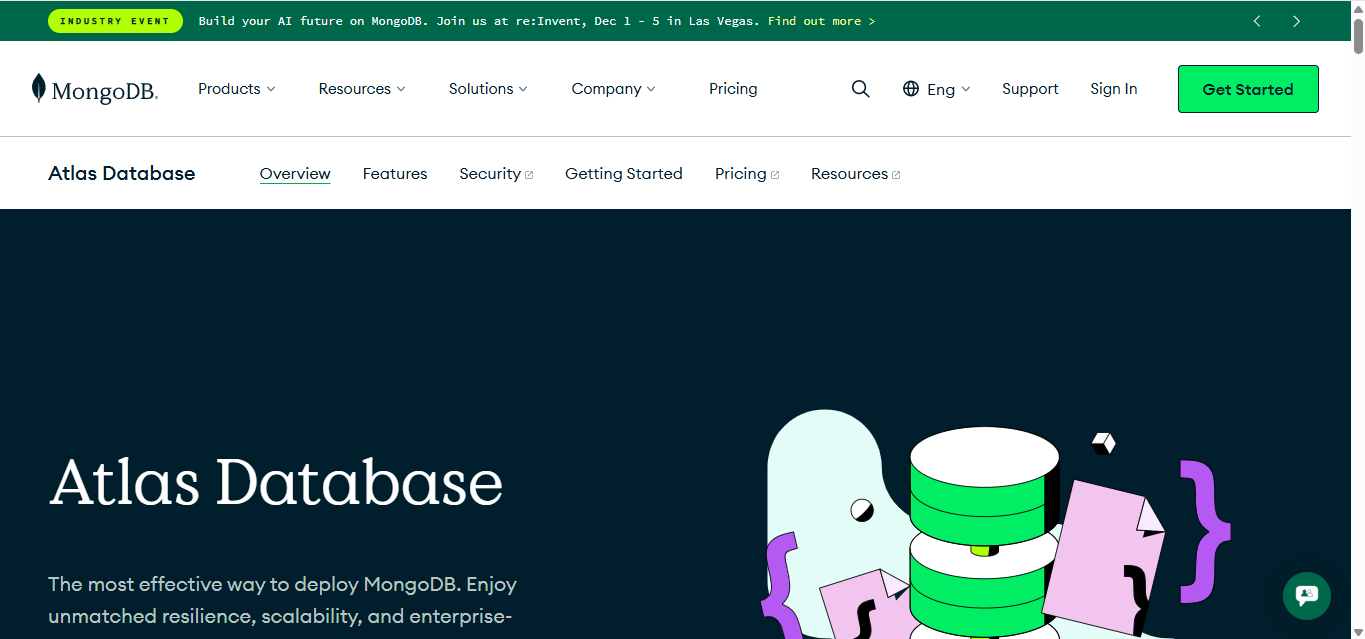 INDUSTRY EVENT Build your AI future on MongoDB. Join us at re:Invent, Dec 1 - 5 in Las Vegas. Find out more >
MongoDB. Products Resources Solutions Company Pricing Eng Support Sign In Get Started
Atlas Database Overview Features Security Getting Started Pricing Resources
Atlas Database
The most effective way to deploy MongoDB. Enjoy
unmatched resilience, scalability, and enterprise-